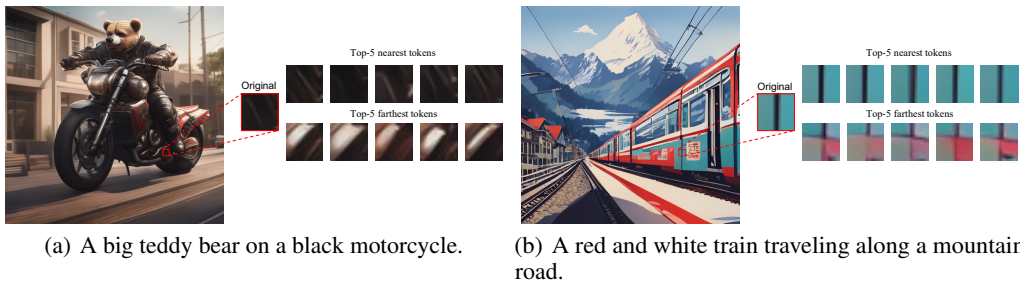 Top-5 nearest tokens
Original
Top-5 farthest tokens
Top-5 nearest tokens
Original
Top-5 farthest tokens
(a) A big teddy bear on a black motorcycle.
(b) A red and white train traveling along a mountain
road.